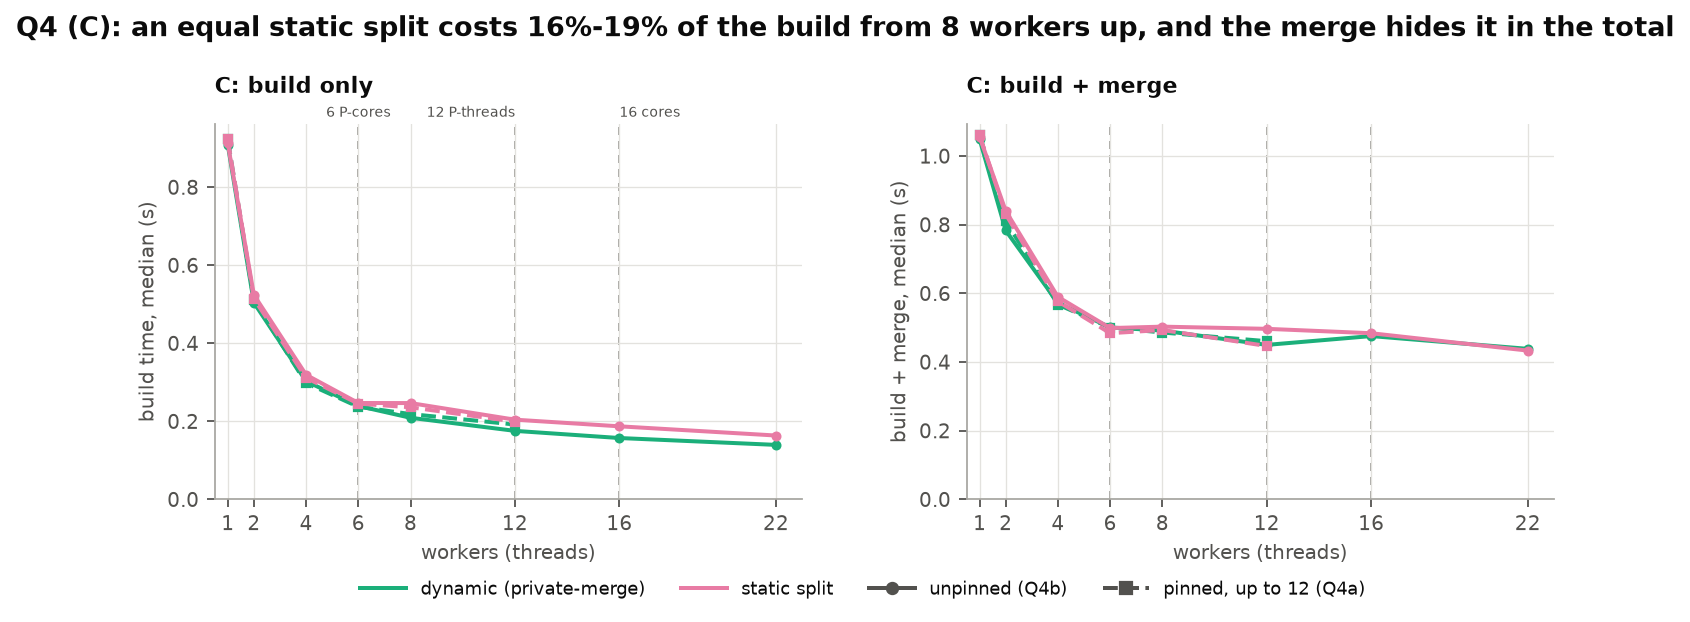 Q4 (C): an equal static split costs 16%-19% of the build from 8 workers up, and the merge hides it in the total
C: build only
6 P-cores 12 P-threads 16 cores
build time, median (s)
0.8
0.6
0.4
0.2
0.0
1 2 4 6 8 12 16 22
workers (threads)
C: build + merge
build + merge, median (s)
1.0
0.8
0.6
0.4
0.2
0.0
1 2 4 6 8 12 16 22
workers (threads)
dynamic (private-merge) static split unpinned (Q4b) pinned, up to 12 (Q4a)